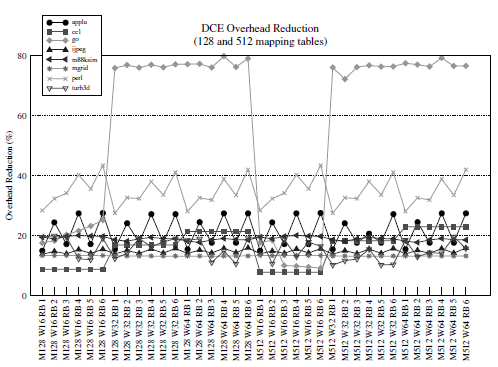 DCE Overhead Reduction
(128 and 512 mapping tables)
applu
cc1
go
ijpeg
m88ksim
mgrid
perl
turb3d
Overhead Reduction (%)
80
60
40
20
0
M128 W16 RB 1
M128 W16 RB 2
M128 W16 RB 3
M128 W16 RB 4
M128 W16 RB 5
M128 W16 RB 6
M128 W32 RB 1
M128 W32 RB 2
M128 W32 RB 3
M128 W32 RB 4
M128 W32 RB 5
M128 W32 RB 6
M128 W64 RB 1
M128 W64 RB 2
M128 W64 RB 3
M128 W64 RB 4
M128 W64 RB 5
M128 W64 RB 6
M512 W16 RB 1
M512 W16 RB 2
M512 W16 RB 3
M512 W16 RB 4
M512 W16 RB 5
M512 W16 RB 6
M512 W32 RB 1
M512 W32 RB 2
M512 W32 RB 3
M512 W32 RB 4
M512 W32 RB 5
M512 W32 RB 6
M512 W64 RB 1
M512 W64 RB 2
M512 W64 RB 3
M512 W64 RB 4
M512 W64 RB 5
M512 W64 RB 6